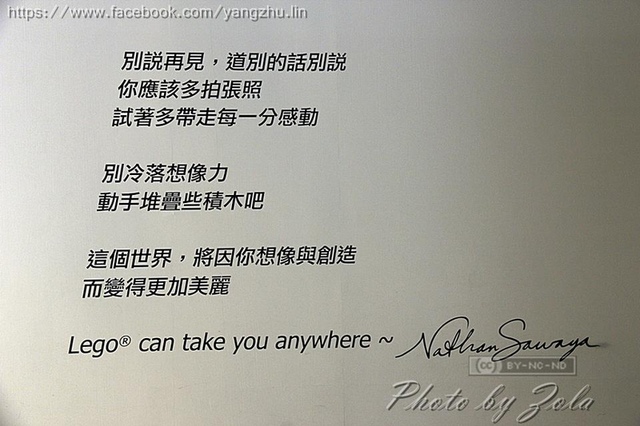 https://www.facebook.com/yangzhu.lin
別說再見，道別的話別說
你應該多拍張照
試著多帶走每一分感動
別冷落想像力
動手堆疊些積木吧
這個世界，將因你想像與創造
而變得更加美麗
Lego® can take you anywhere ~ Nathan Sawaya
cc BY-NC-ND
Photo by Zola